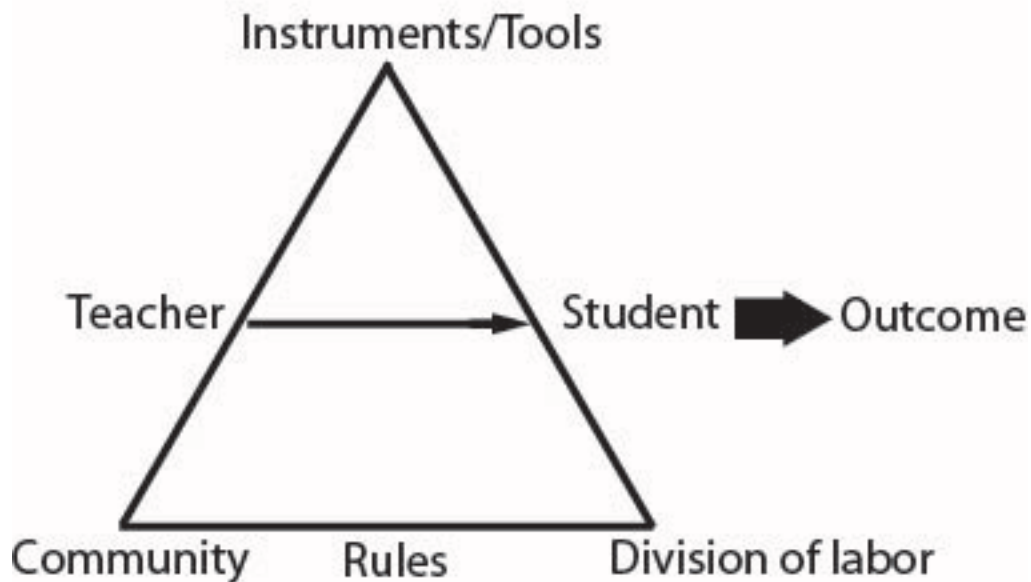 Instruments/Tools
Teacher Student Outcome
Community Rules Division of labor